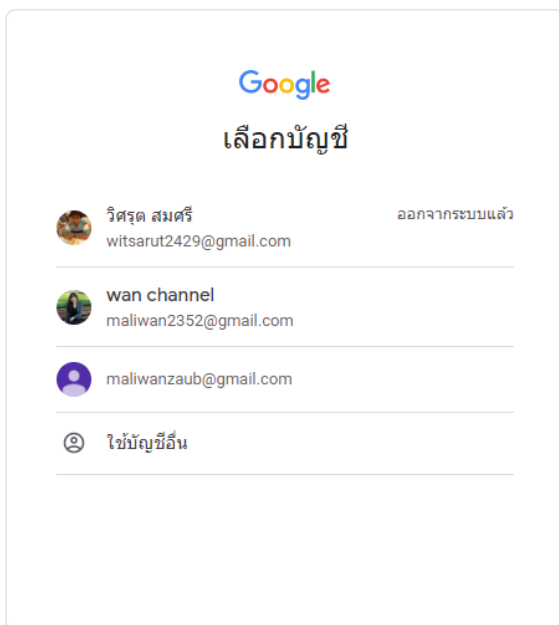 Google
เลือกบัญชี
วิศรุต สมศรี
ออกจากระบบแล้ว
witsarut2429@gmail.com
wan channel
maliwan2352@gmail.com
maliwanzaub@gmail.com
ใช้บัญชีอื่น